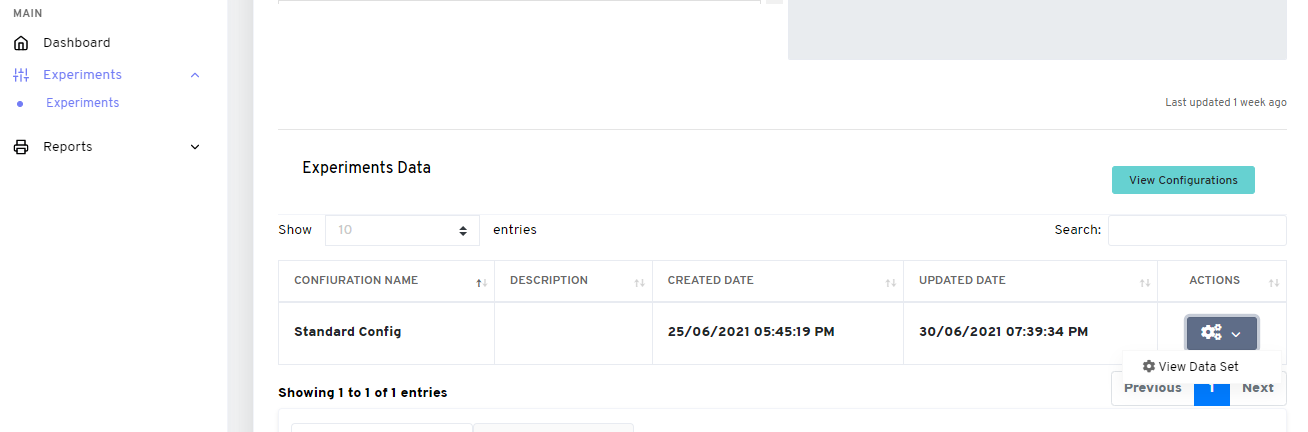 MAIN
Dashboard
Experiments
Experiments
Reports
Last updated 1 week ago
Experiments Data
View Configurations
Show 10 entries
Search:
CONFIURATION NAME DESCRIPTION CREATED DATE UPDATED DATE ACTIONS
Standard Config 25/06/2021 05:45:19 PM 30/06/2021 07:39:34 PM
View Data Set
Showing 1 to 1 of 1 entries
Previous 1 Next